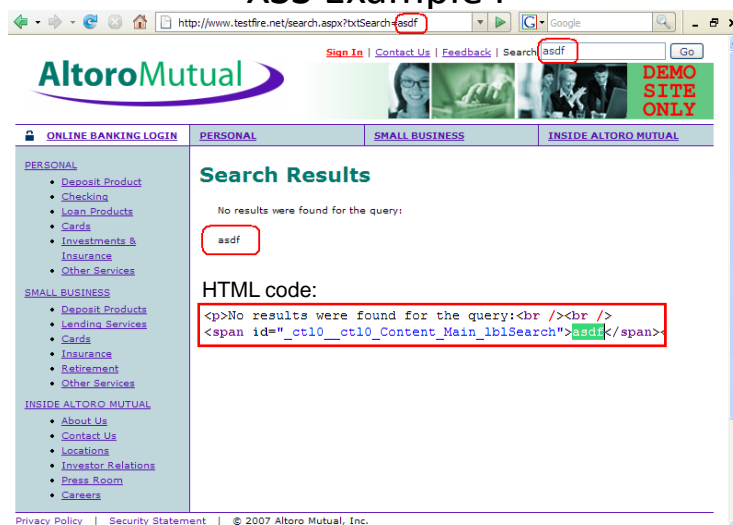 http://www.testfire.net/search.aspx?txtSearch=asdf
Google
Sign In | Contact Us | Feedback | Search asdf Go
AltoroMutual
DEMO
SITE
ONLY
ONLINE BANKING LOGIN PERSONAL SMALL BUSINESS INSIDE ALTORO MUTUAL
PERSONAL
Deposit Product
Checking
Loan Products
Cards
Investments &
Insurance
Other Services
SMALL BUSINESS
Deposit Products
Lending Services
Cards
Insurance
Retirement
Other Services
INSIDE ALTORO MUTUAL
About Us
Contact Us
Locations
Investor Relations
Press Room
Careers
Search Results
No results were found for the query:
asdf
HTML code:
<p>No results were found for the query:<br /><br />
<span id="_ctl0__ctl0_Content_Main_lblSearch">asdf</span><
Privacy Policy | Security Statement | © 2007 Altoro Mutual, Inc.